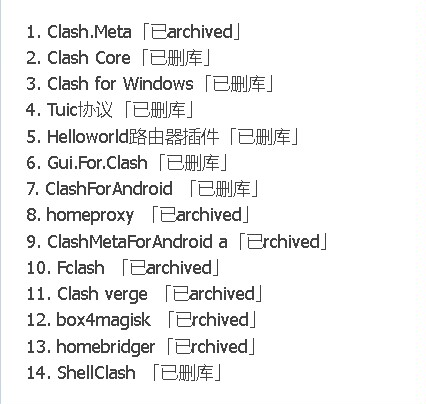 1. Clash.Meta「已archived」
2. Clash Core「已删库」
3. Clash for Windows「已删库」
4. Tuic协议「已删库」
5. Helloworld路由器插件「已删库」
6. Gui.For.Clash「已删库」
7. ClashForAndroid 「已删库」
8. homeproxy 「已archived」
9. ClashMetaForAndroid a「已rchived」
10. Fclash 「已archived」
11. Clash verge 「已archived」
12. box4magisk 「已rchived」
13. homebridger「已rchived」
14. ShellClash 「已删库」